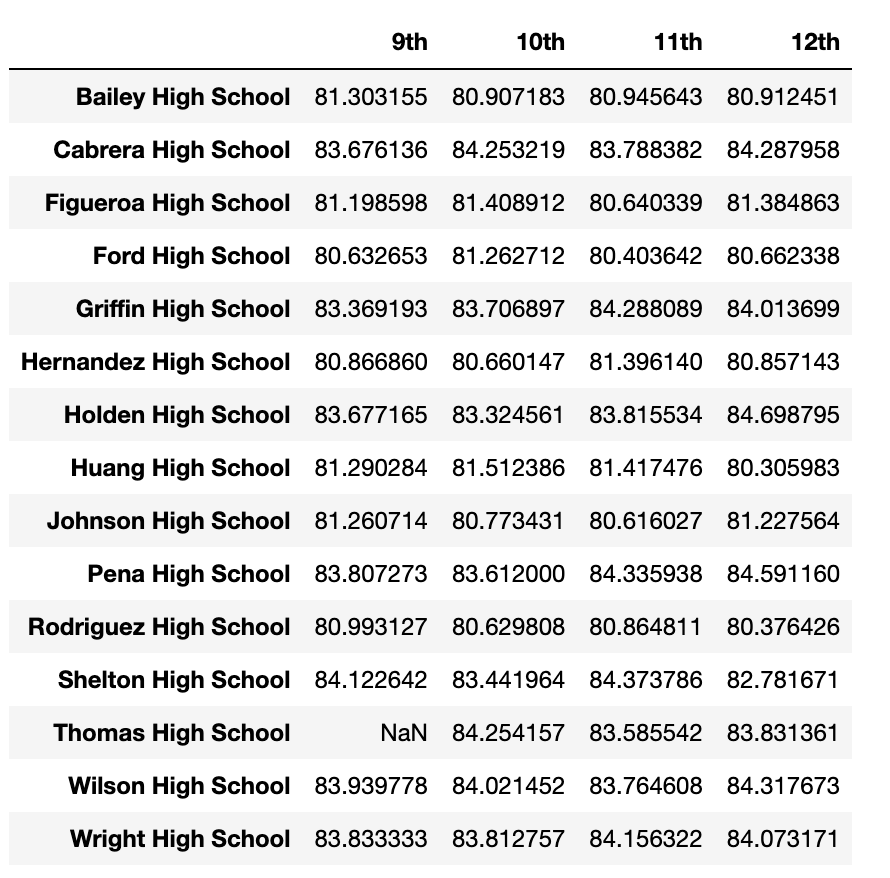 9th 10th 11th 12th
Bailey High School 81.303155 80.907183 80.945643 80.912451
Cabrera High School 83.676136 84.253219 83.788382 84.287958
Figueroa High School 81.198598 81.408912 80.640339 81.384863
Ford High School 80.632653 81.262712 80.403642 80.662338
Griffin High School 83.369193 83.706897 84.288089 84.013699
Hernandez High School 80.866860 80.660147 81.396140 80.857143
Holden High School 83.677165 83.324561 83.815534 84.698795
Huang High School 81.290284 81.512386 81.417476 80.305983
Johnson High School 81.260714 80.773431 80.616027 81.227564
Pena High School 83.807273 83.612000 84.335938 84.591160
Rodriguez High School 80.993127 80.629808 80.864811 80.376426
Shelton High School 84.122642 83.441964 84.373786 82.781671
Thomas High School NaN 84.254157 83.585542 83.831361
Wilson High School 83.939778 84.021452 83.764608 84.317673
Wright High School 83.833333 83.812757 84.156322 84.073171